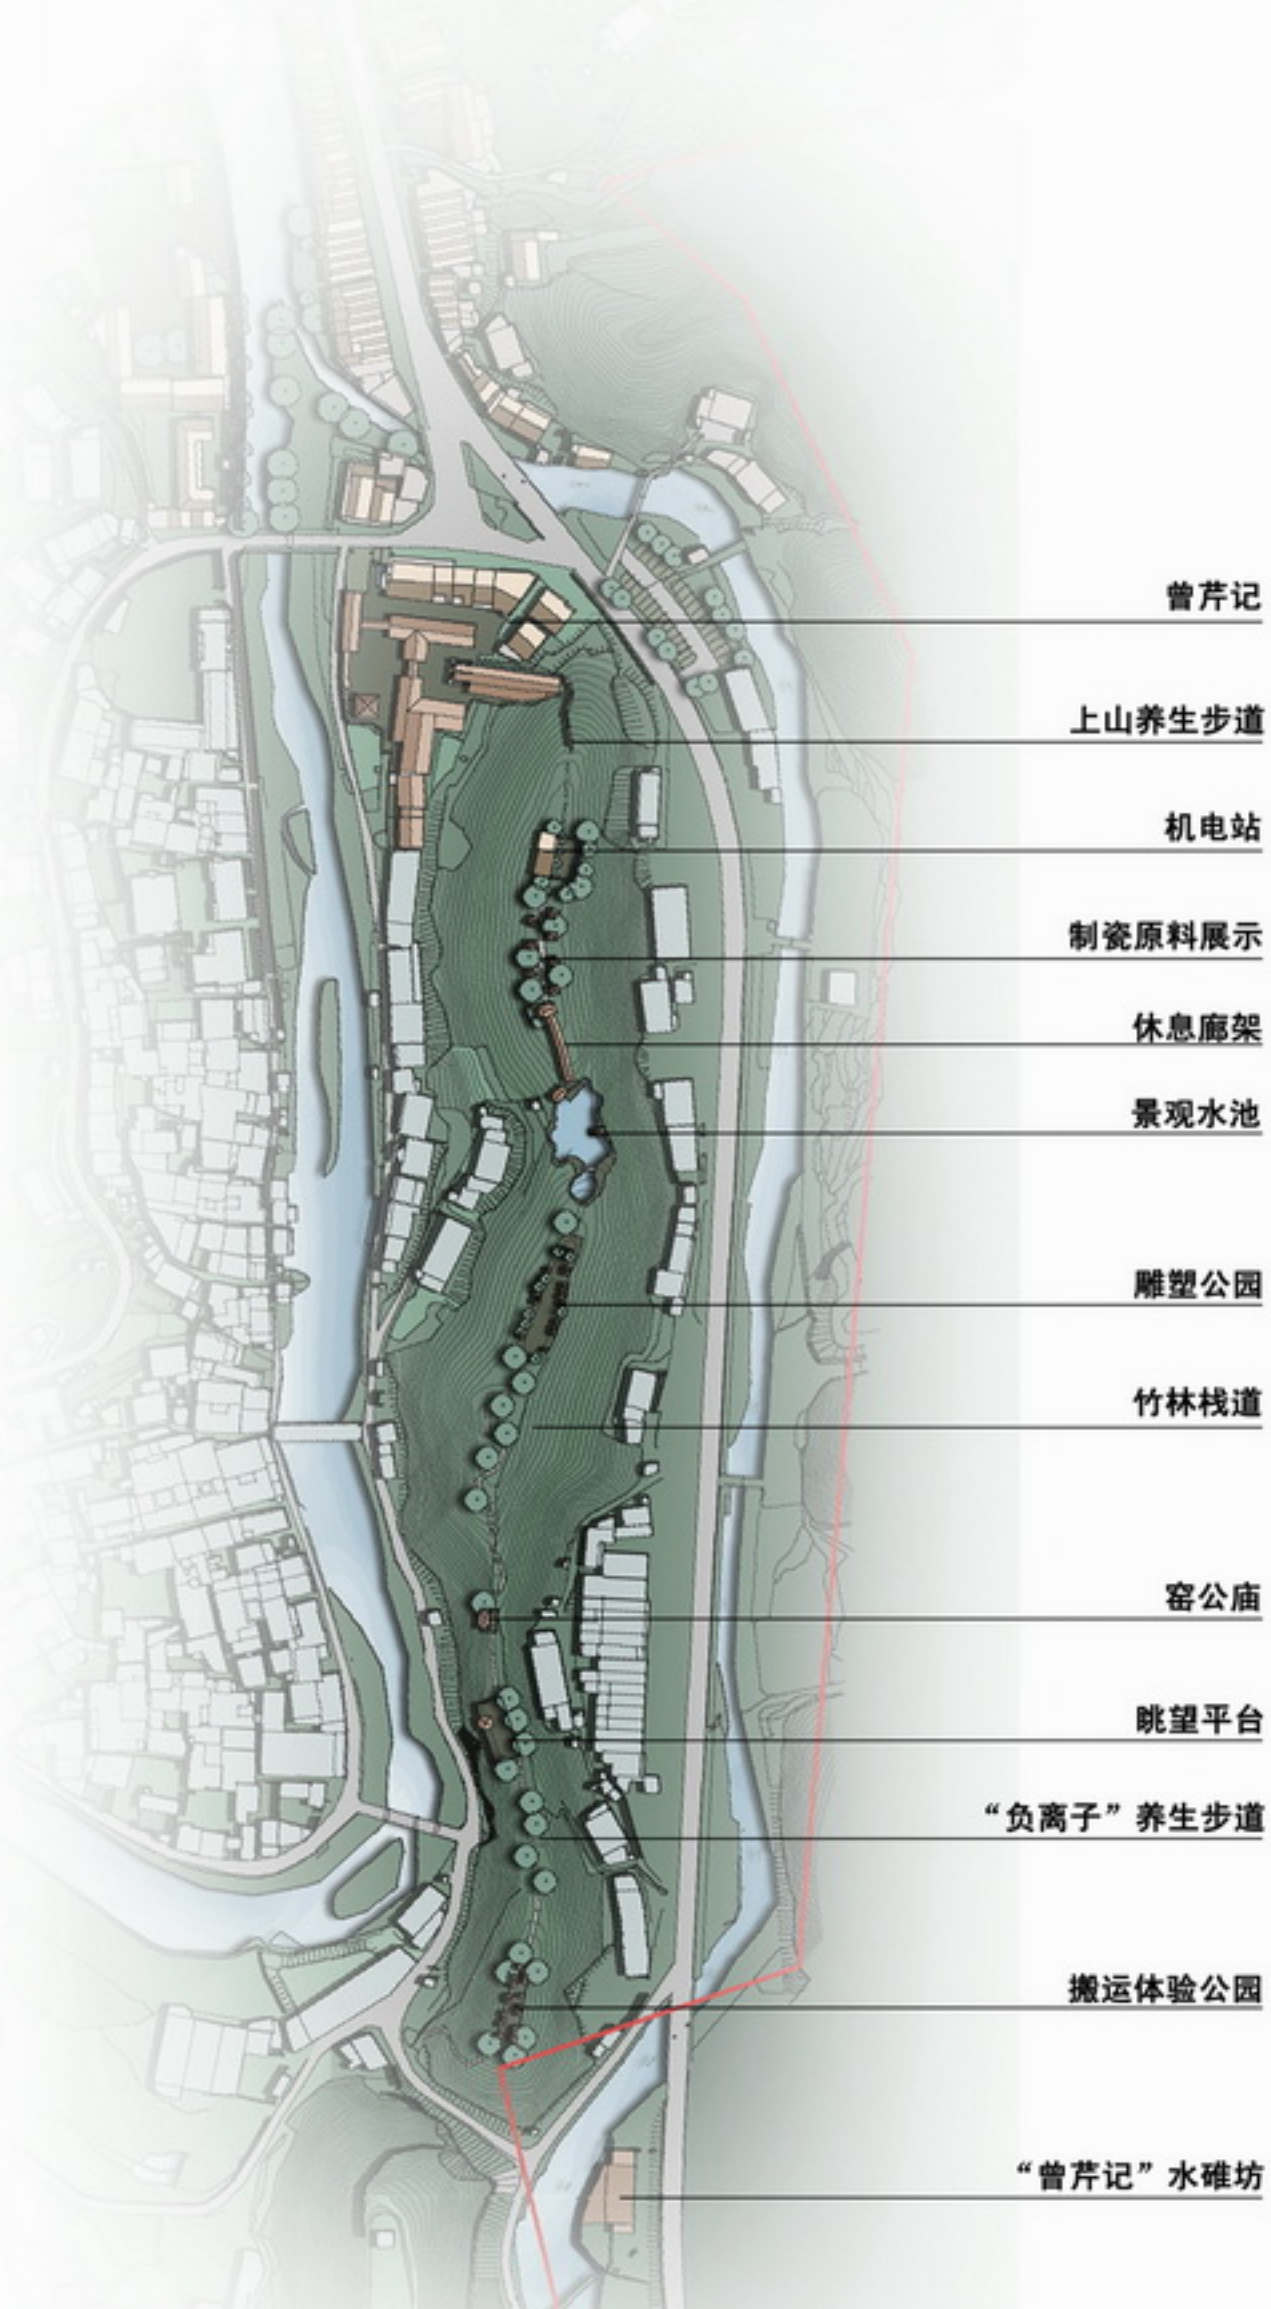 曾芹记
上山养生步道
机电站
制瓷原料展示
休息廊架
景观水池
雕塑公园
竹林栈道
窑公庙
眺望平台
“负离子”养生步道
搬运体验公园
“曾芹记”水碓坊